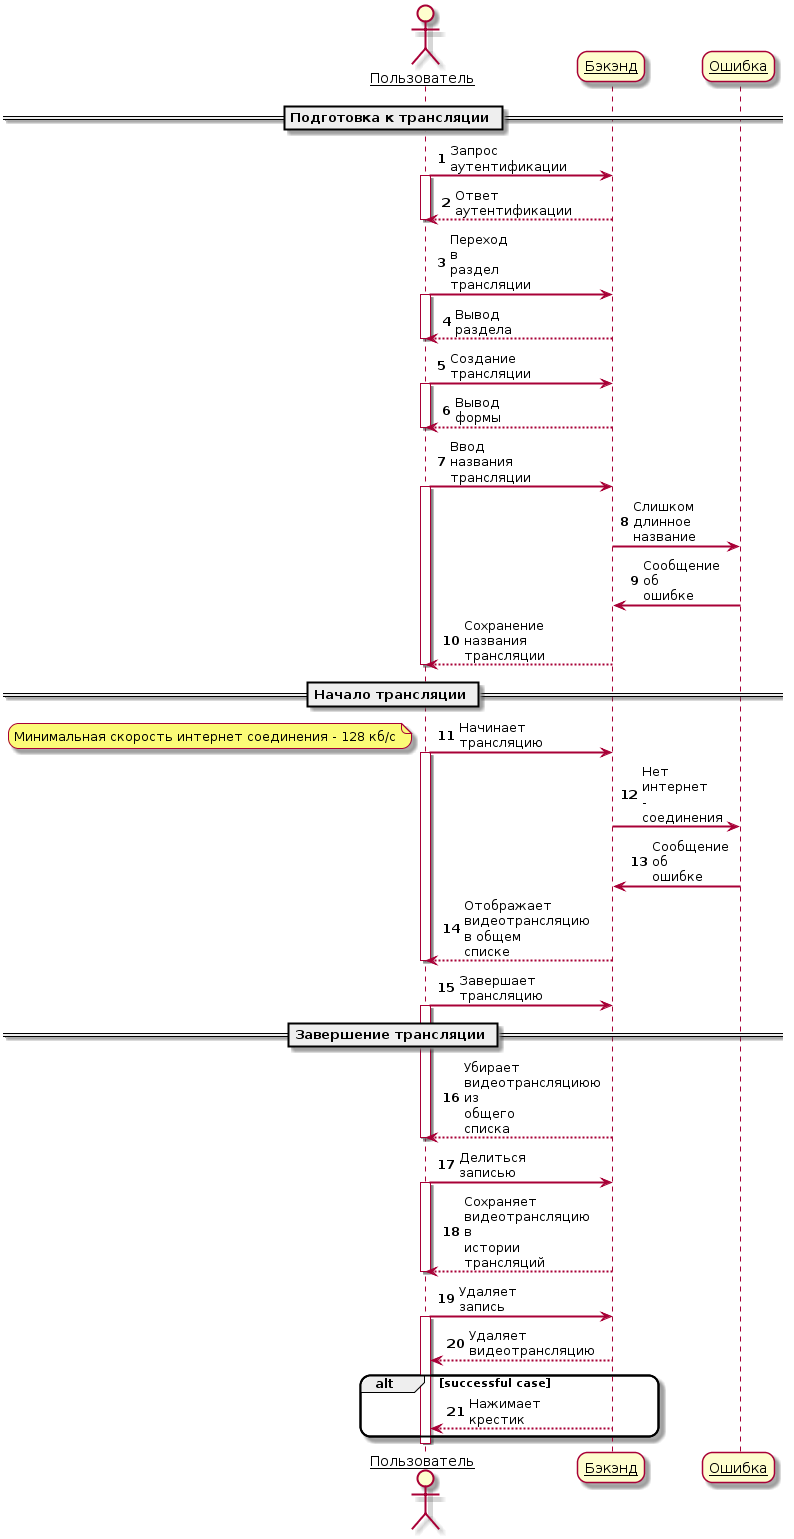 Пользователь
Бэкэнд
Ошибка
Подготовка к трансляции
1 Запрос
аутентификации
2 Ответ
аутентификации
3 Переход
в
раздел
трансляции
4 Вывод
раздела
5 Создание
трансляции
6 Вывод
формы
7 Ввод
названия
трансляции
8 Слишком
длинное
название
9 Сообщение
об
ошибке
10 Сохранение
названия
трансляции
Начало трансляции
Минимальная скорость интернет соединения - 128 кб/с
11 Начинает
трансляцию
12 Нет
интернет
-
соединения
13 Сообщение
об
ошибке
14 Отображает
видеотрансляцию
в общем
списке
15 Завершает
трансляцию
Завершение трансляции
16 Убирает
видеотрансляциюю
из
общего
списка
17 Делиться
записью
18 Сохраняет
видеотрансляцию
в
истории
трансляций
19 Удаляет
запись
20 Удаляет
видеотрансляцию
alt [successful case]
21 Нажимает
крестик
Пользователь
Бэкэнд
Ошибка